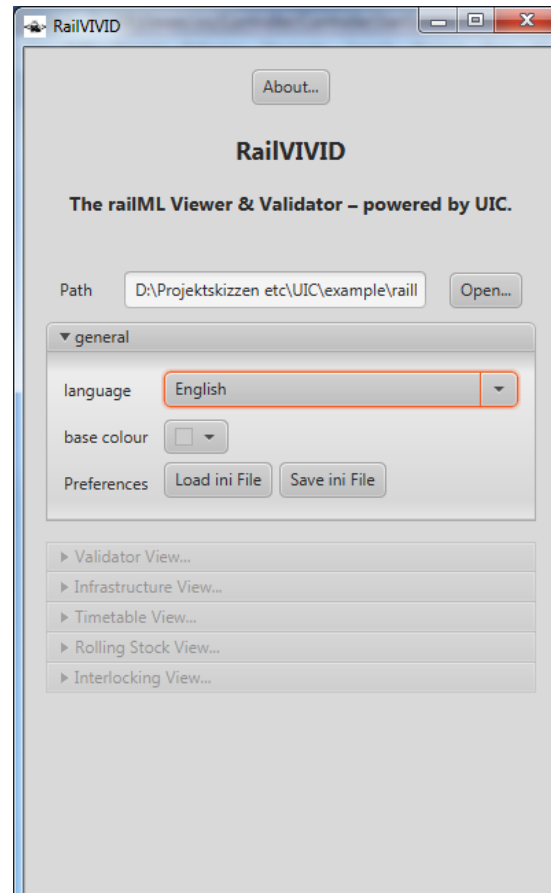 RailVIVID
About...
RailVIVID
The railML Viewer & Validator – powered by UIC.
Path D:\Projektskizzen etc\UIC\example\raill Open...
general
language English
base colour
Preferences Load ini File Save ini File
Validator View...
Infrastructure View...
Timetable View...
Rolling Stock View...
Interlocking View...